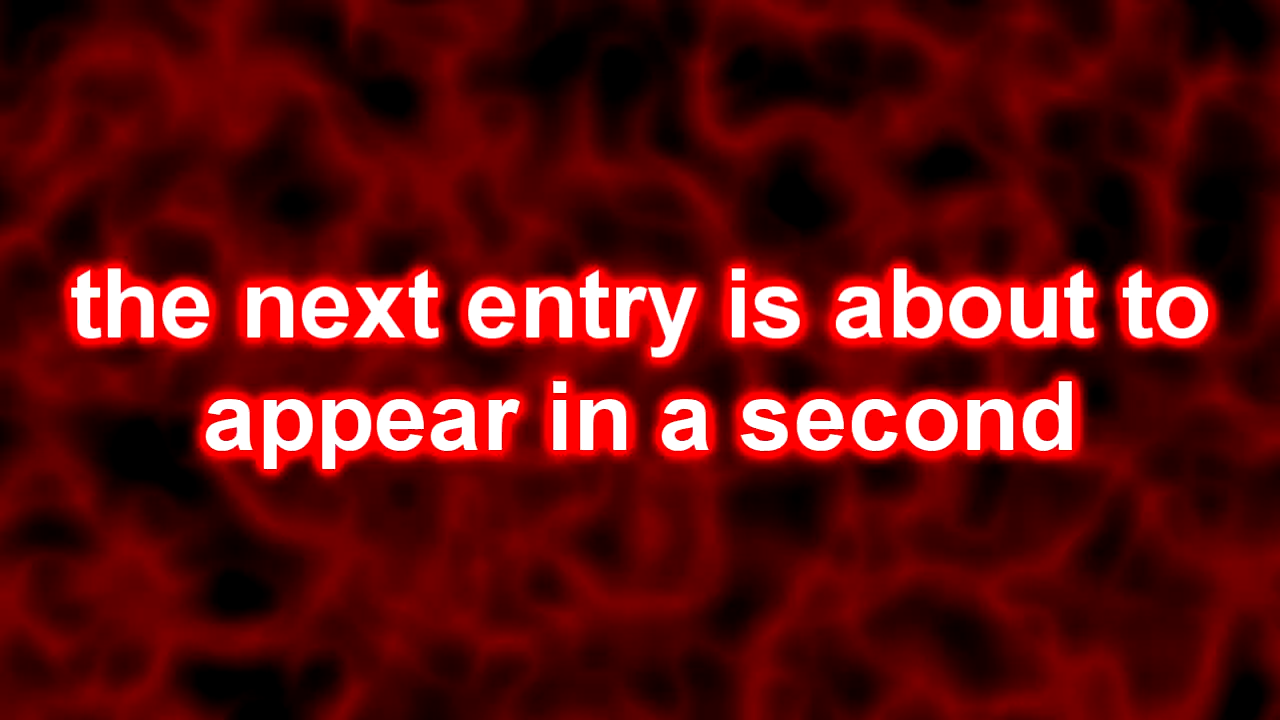 the next entry is about to
appear in a second